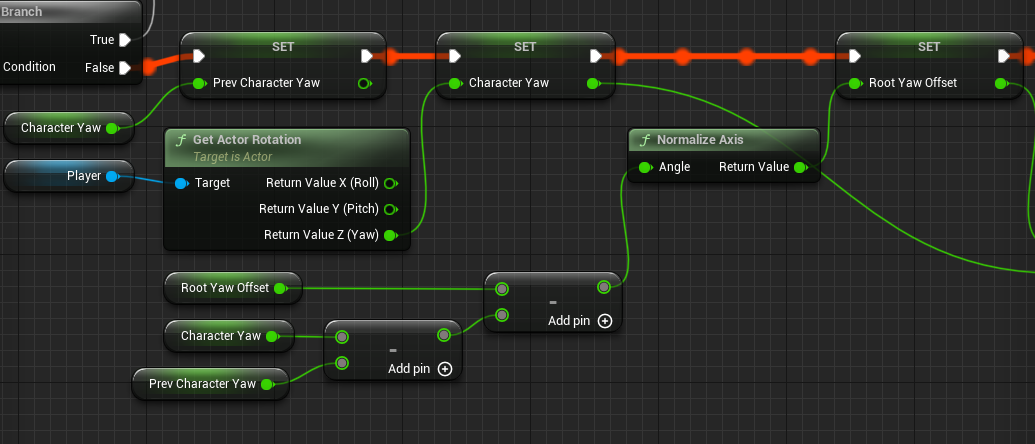 Branch
True
Condition
False
SET
Prev Character Yaw
SET
Character Yaw
SET
Root Yaw Offset
Character Yaw
Player
Get Actor Rotation
Target is Actor
Target
Return Value X (Roll)
Return Value Y (Pitch)
Return Value Z (Yaw)
Normalize Axis
Angle
Return Value
Root Yaw Offset
Character Yaw
Prev Character Yaw
-
Add pin
-
Add pin